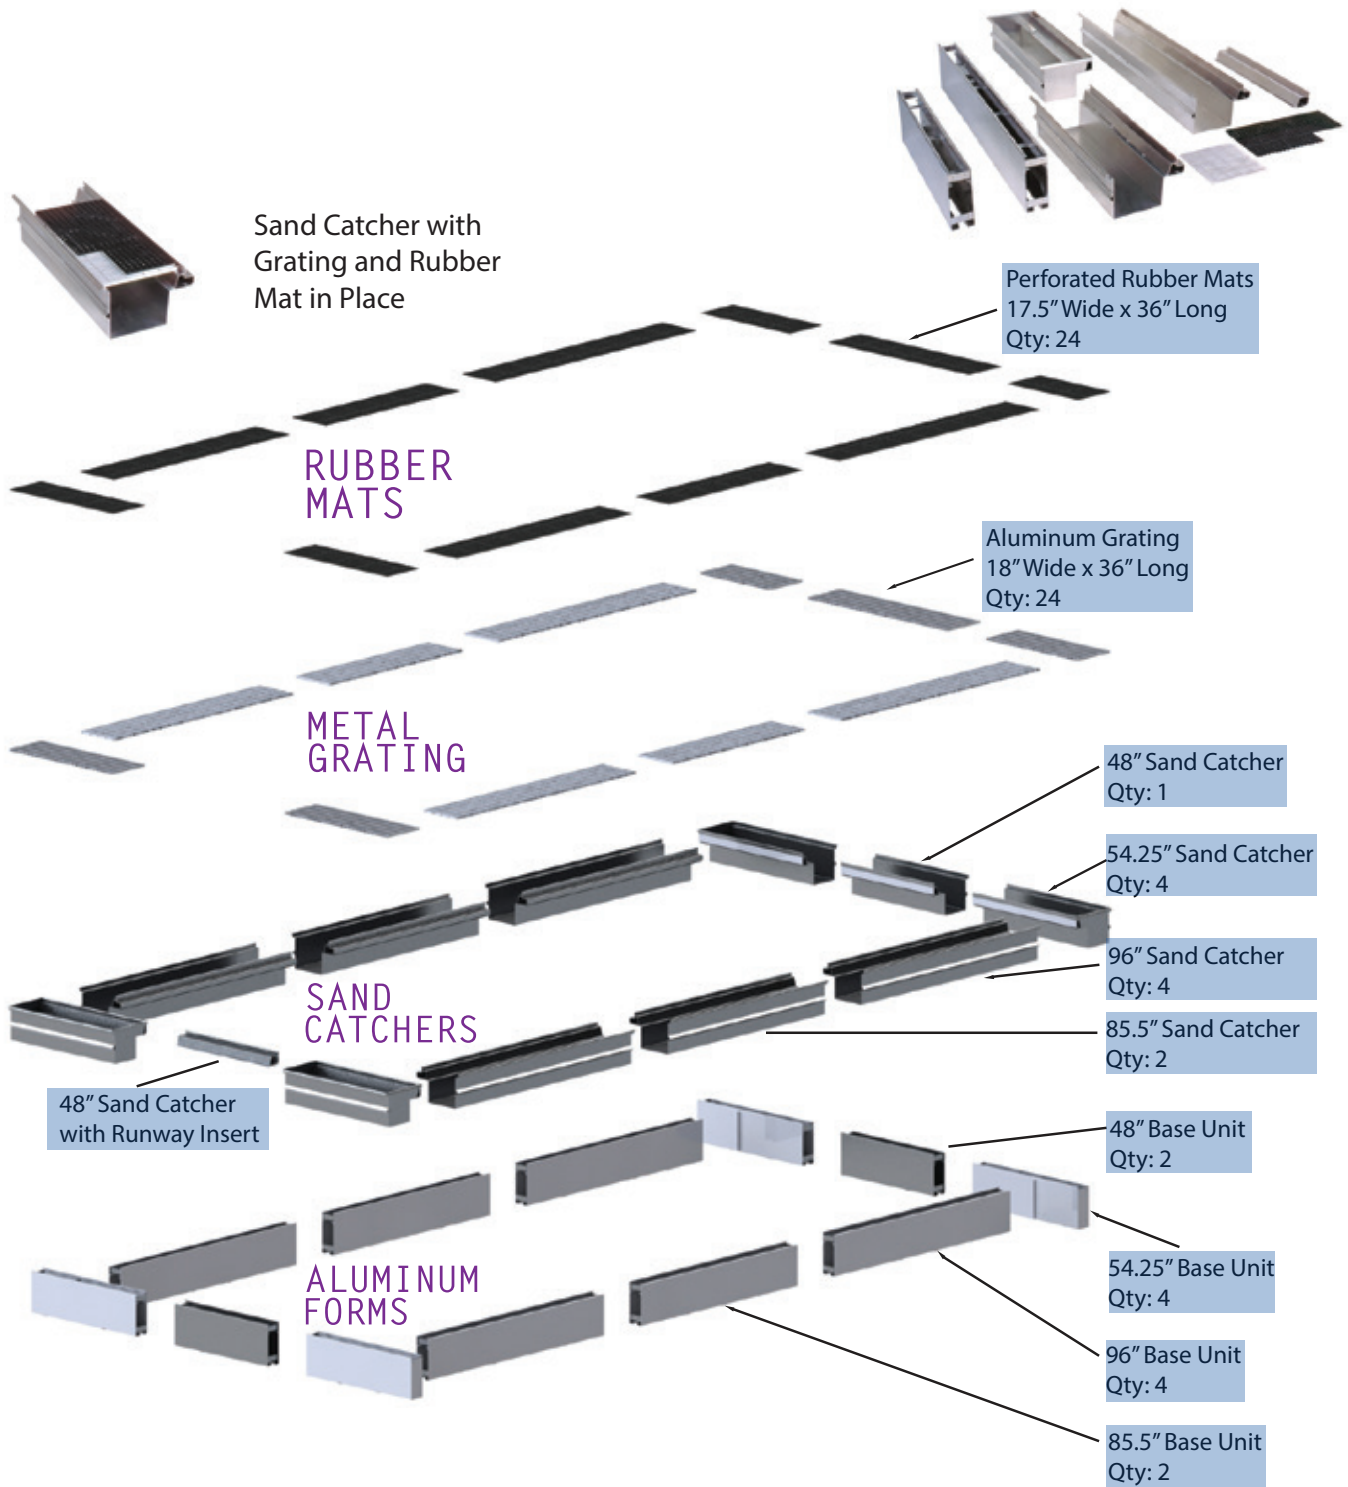 Sand Catcher with
Grating and Rubber
Mat in Place
Perforated Rubber Mats
17.5" Wide x 36" Long
Qty: 24
RUBBER
MATS
Aluminum Grating
18" Wide x 36" Long
Qty: 24
METAL
GRATING
48" Sand Catcher
Qty: 1
54.25" Sand Catcher
Qty: 4
96" Sand Catcher
Qty: 4
SAND
CATCHERS
85.5" Sand Catcher
Qty: 2
48" Sand Catcher
with Runway Insert
48" Base Unit
Qty: 2
54.25" Base Unit
Qty: 4
ALUMINUM
FORMS
96" Base Unit
Qty: 4
85.5" Base Unit
Qty: 2